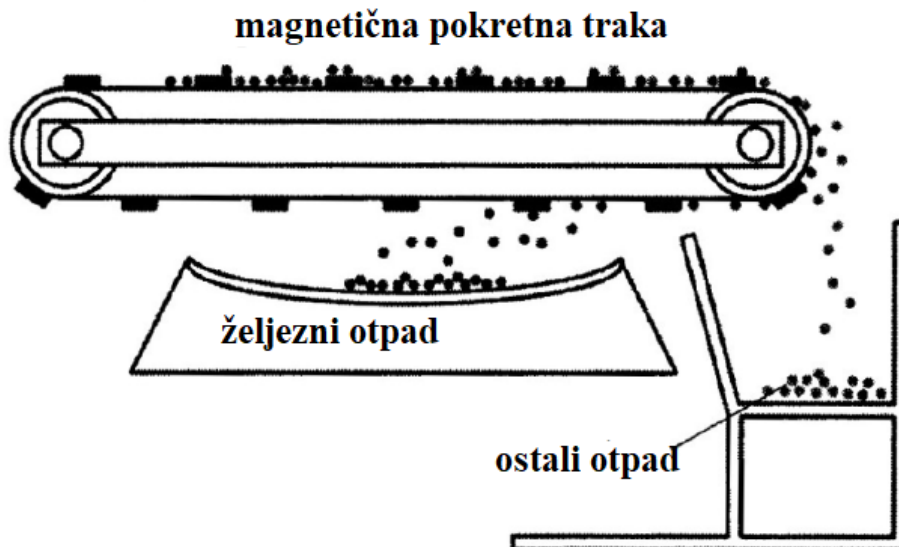 magnetična pokretna traka
željezni otpad
ostali otpad